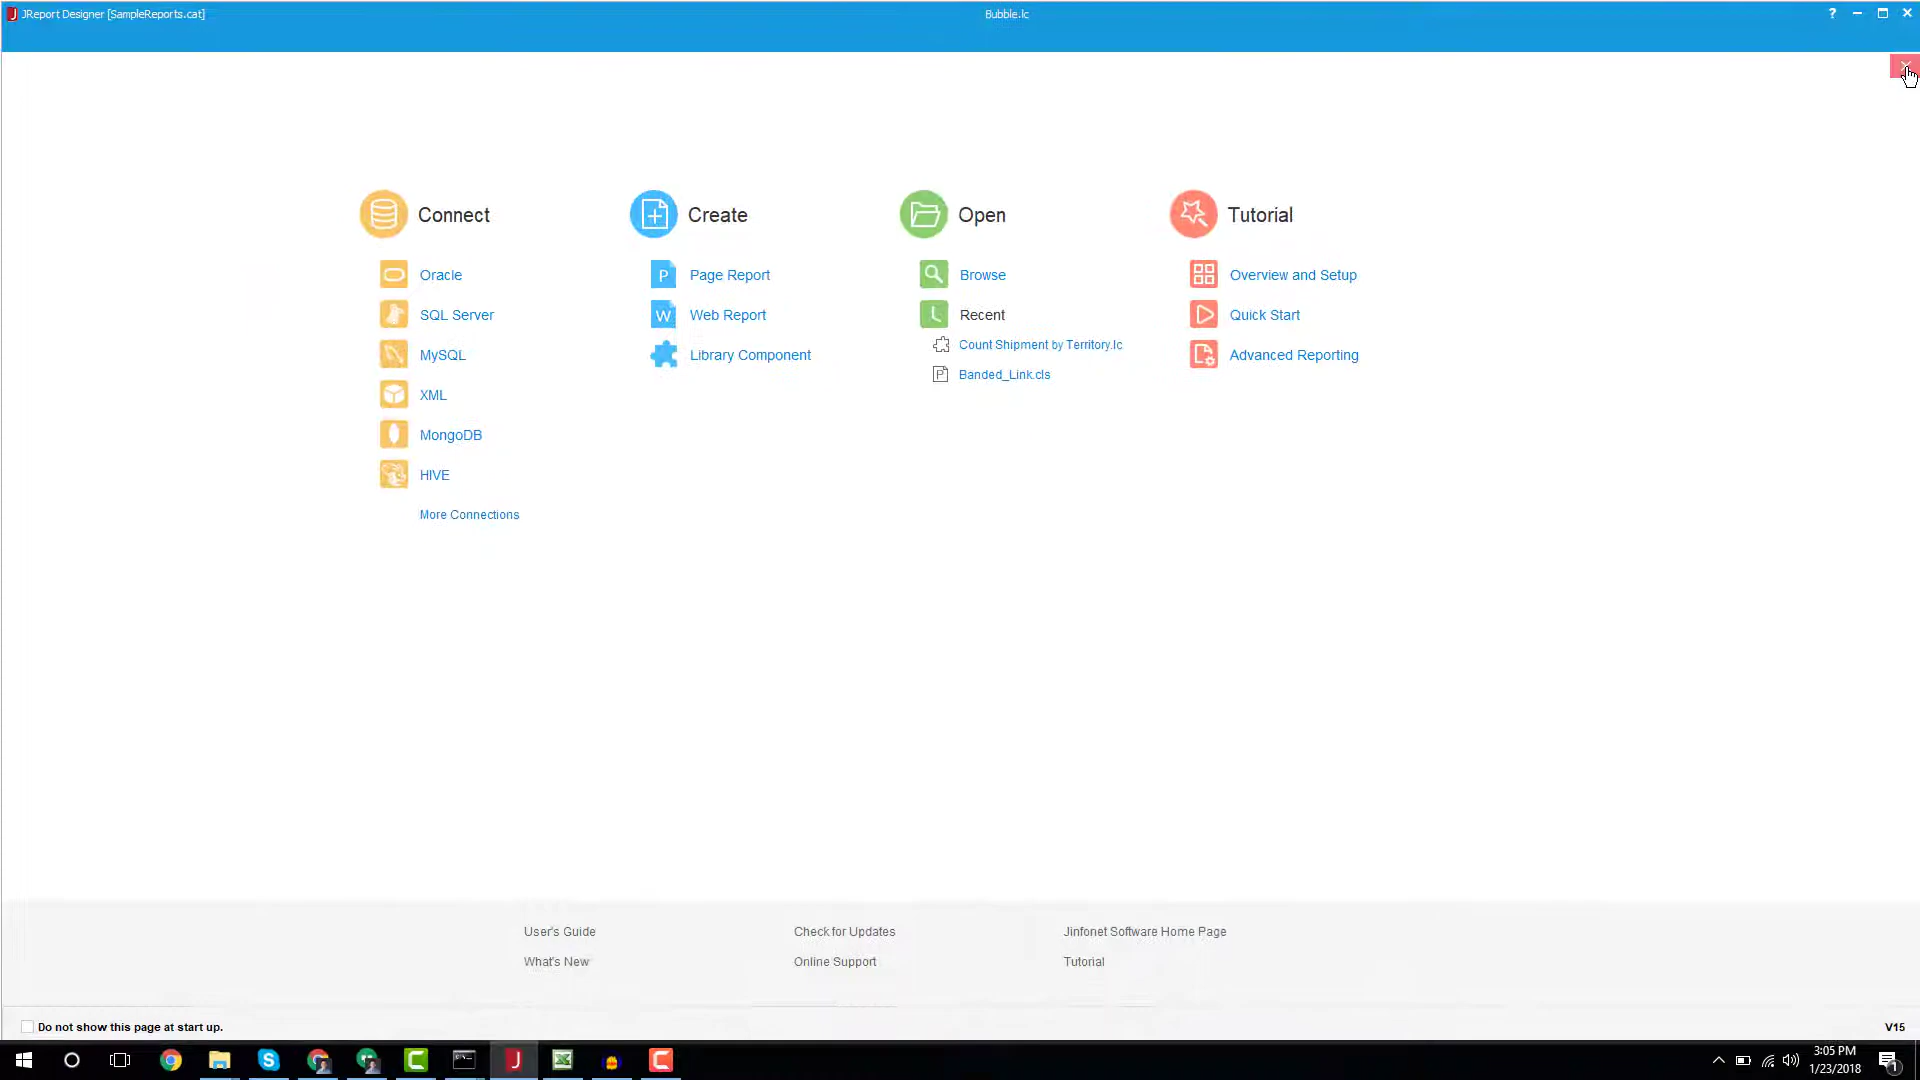 JReport Designer [SampleReports.cat]
Bubble.lc
Connect
Oracle
SQL Server
MySQL
XML
MongoDB
HIVE
More Connections
Create
Page Report
Web Report
Library Component
Open
Browse
Recent
Count Shipment by Territory.lc
Banded_Link.cls
Tutorial
Overview and Setup
Quick Start
Advanced Reporting
User's Guide
Check for Updates
Jinfonet Software Home Page
What's New
Online Support
Tutorial
Do not show this page at start up.
V15
3:05 PM
1/23/2018
1